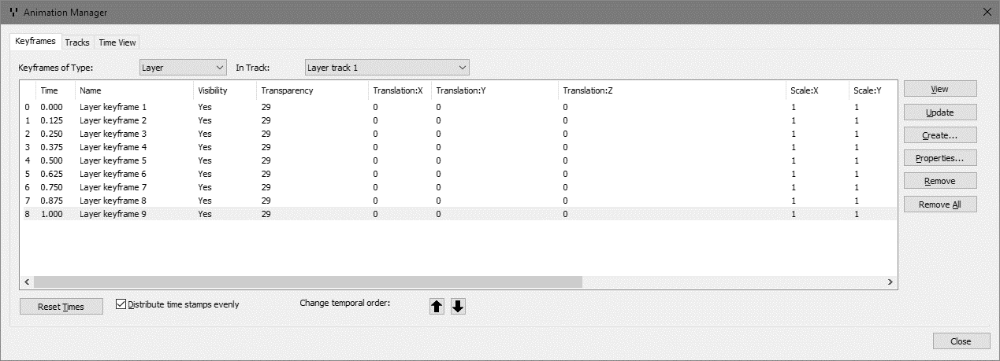 Animation Manager
Keyframes Tracks Time View
Keyframes of Type: Layer In Track: Layer track 1
Time Name Visibility Transparency Translation:X Translation:Y Translation:Z Scale:X Scale:Y
0 0.000 Layer keyframe 1 Yes 29 0 0 0 1 1
1 0.125 Layer keyframe 2 Yes 29 0 0 0 1 1
2 0.250 Layer keyframe 3 Yes 29 0 0 0 1 1
3 0.375 Layer keyframe 4 Yes 29 0 0 0 1 1
4 0.500 Layer keyframe 5 Yes 29 0 0 0 1 1
5 0.625 Layer keyframe 6 Yes 29 0 0 0 1 1
6 0.750 Layer keyframe 7 Yes 29 0 0 0 1 1
7 0.875 Layer keyframe 8 Yes 29 0 0 0 1 1
8 1.000 Layer keyframe 9 Yes 29 0 0 0 1 1
View
Update
Create...
Properties...
Remove
Remove All
Reset Times Distribute time stamps evenly Change temporal order:
Close